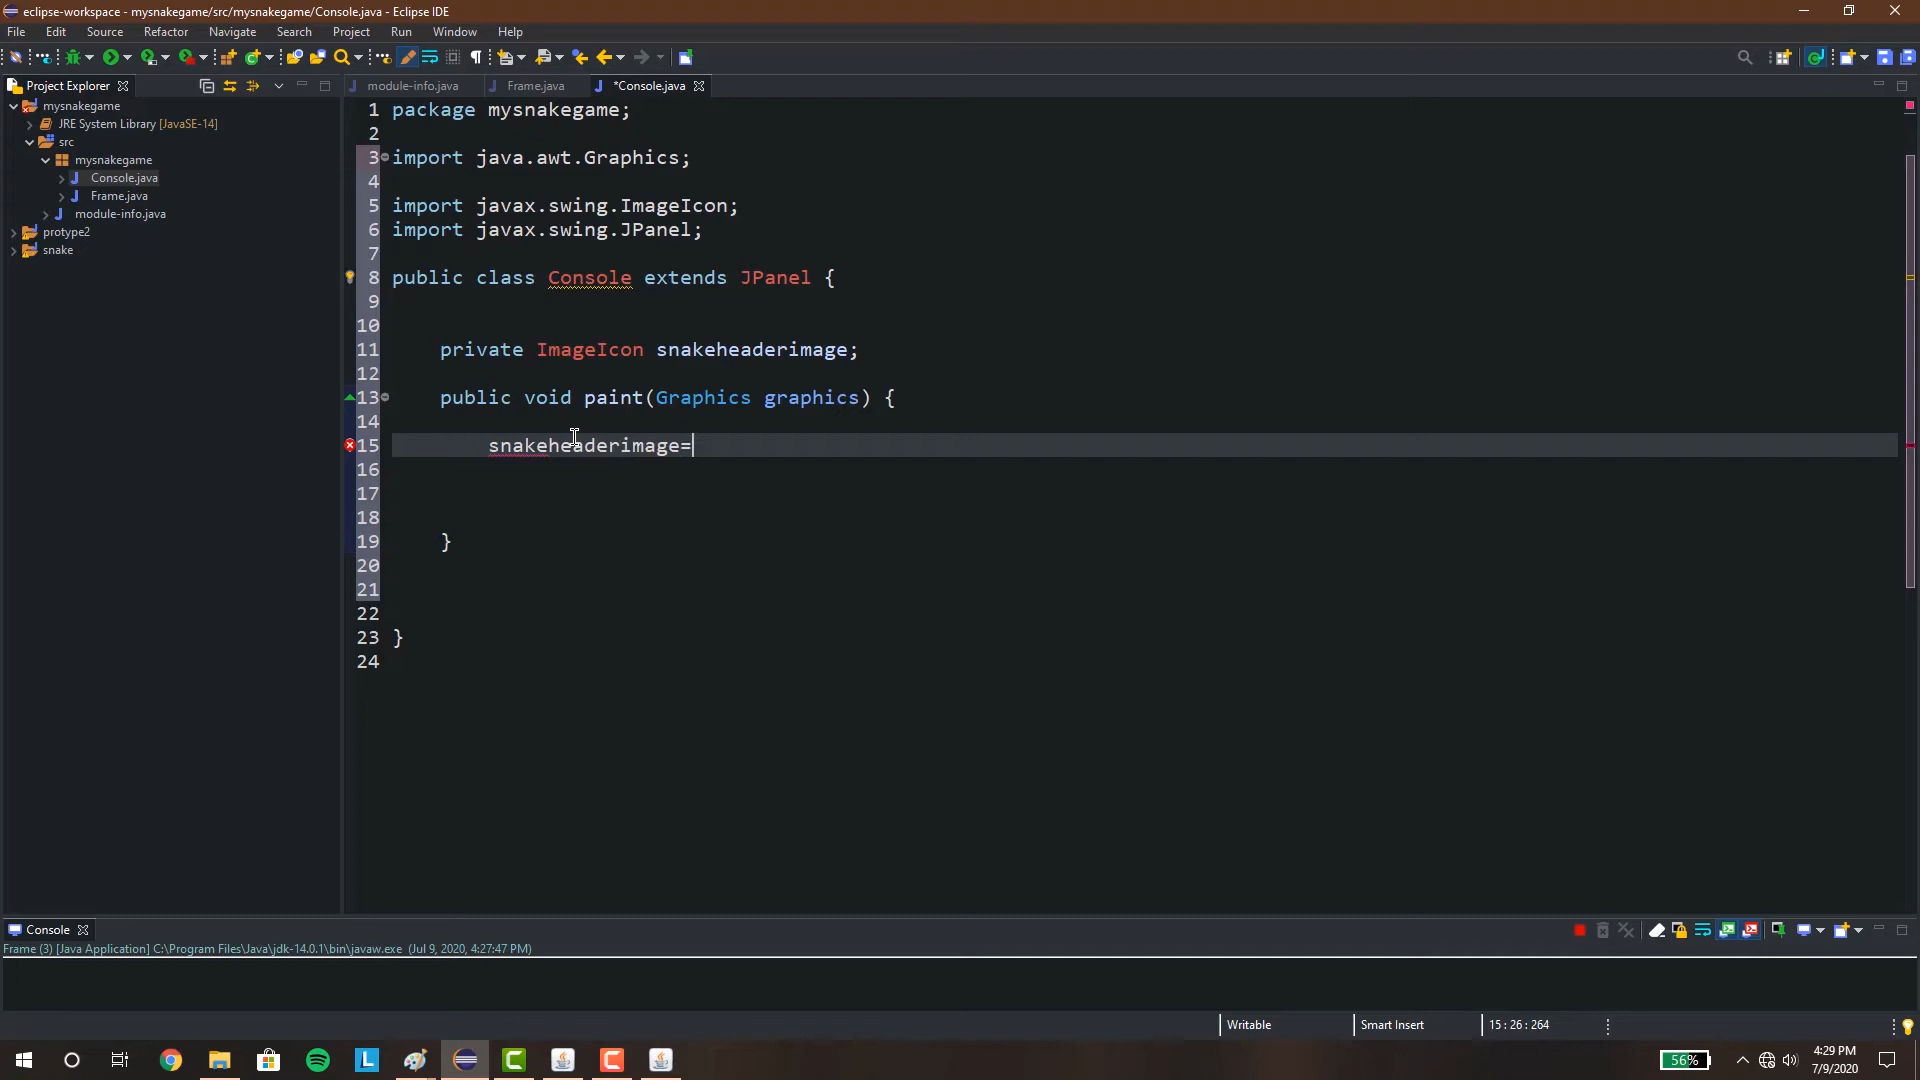 eclipse-workspace - mysnakegame/src/mysnakegame/Console.java - Eclipse IDE
File Edit Source Refactor Navigate Search Project Run Window Help
Project Explorer
module-info.java Frame.java *Console.java
mysnakegame
JRE System Library [JavaSE-14]
src
mysnakegame
Console.java
Frame.java
module-info.java
protype2
snake
1 package mysnakegame;
2
3 import java.awt.Graphics;
4
5 import javax.swing.ImageIcon;
6 import javax.swing.JPanel;
7
8 public class Console extends JPanel {
9
10
11 private ImageIcon snakeheaderimage;
12
13 public void paint(Graphics graphics) {
14
15 snakeheaderimage=
16
17
18
19 }
20
21
22
23 }
24
Console
Frame (3) [Java Application] C:\Program Files\Java\jdk-14.0.1\bin\javaw.exe (Jul 9, 2020, 4:27:47 PM)
Writable Smart Insert 15 : 26 : 264
56% 4:29 PM
7/9/2020